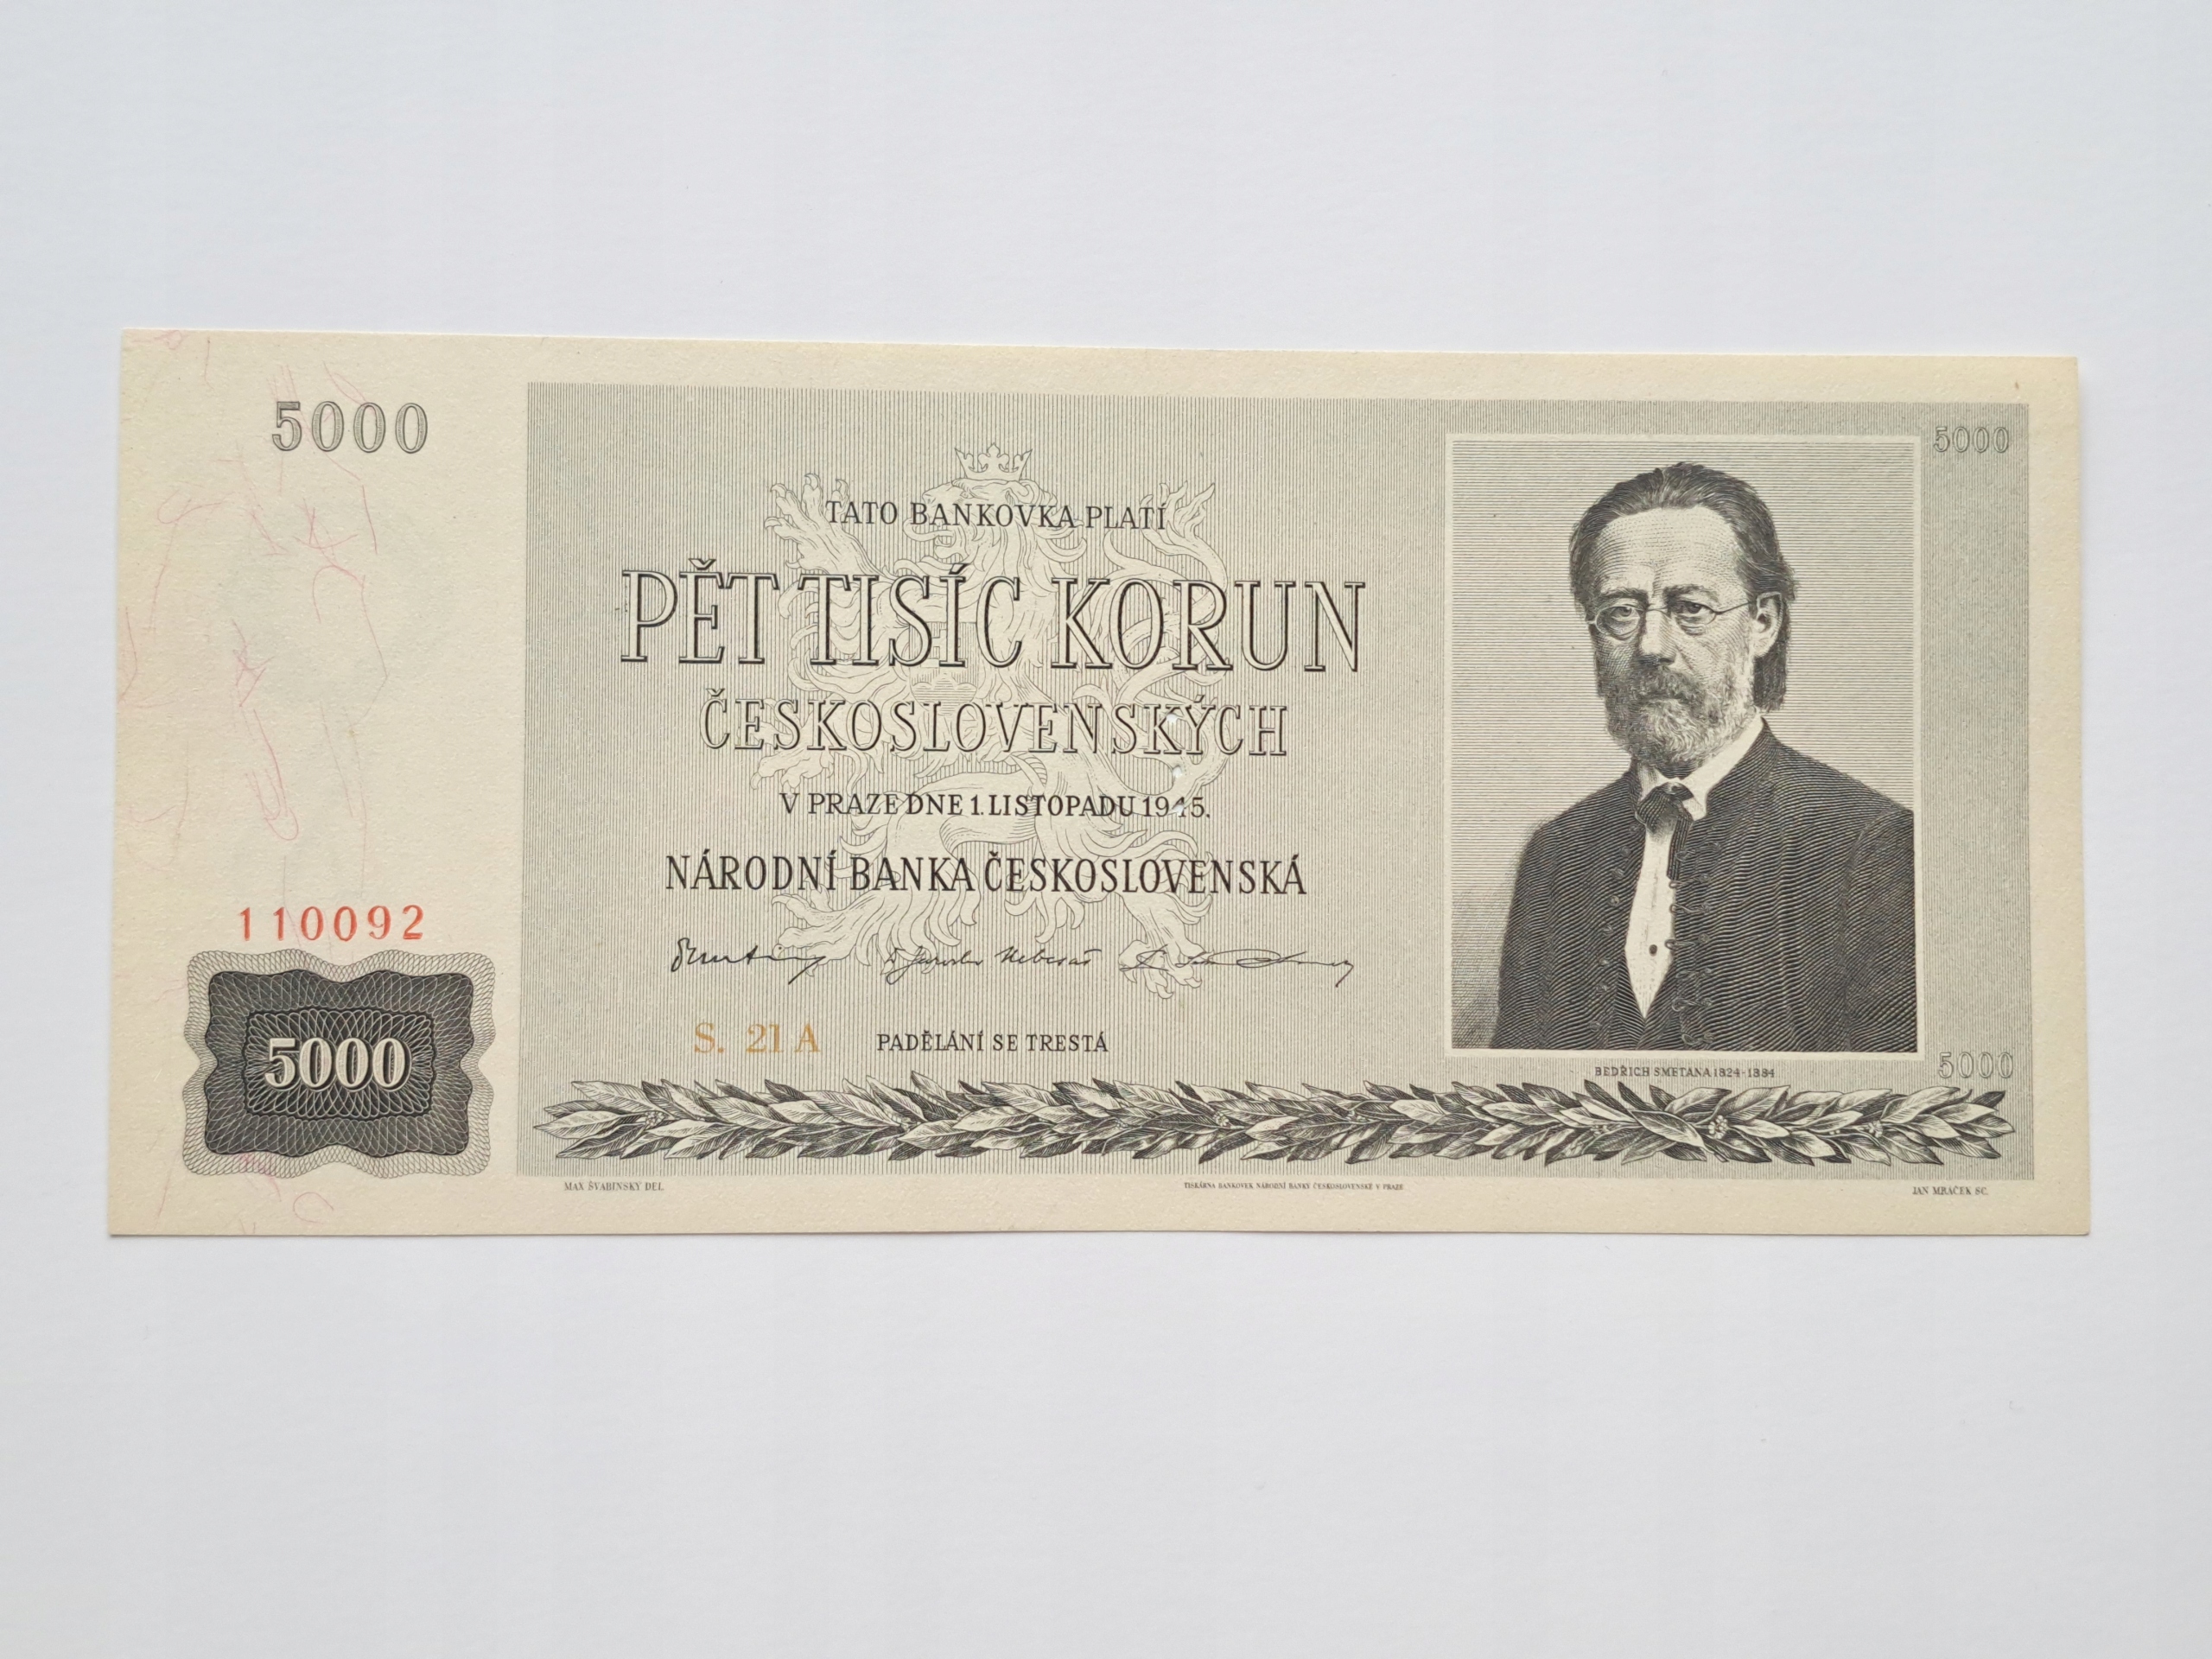 5000
5000
TATO BANKOVKA PLATÍ
PĚT TISÍC KORUN
ČESKOSLOVENSKÝCH
V PRAZE DNE 1. LISTOPADU 1945.
NÁRODNÍ BANKA ČESKOSLOVENSKÁ
110092
5000
S. 21 A PADĚLÁNÍ SE TRESTÁ
BEDŘICH SMETANA 1824-1884
5000
MAX ŠVABINSKÝ DEL.
TISKÁRNA BANKOVEK NÁRODNÍ BANKY ČESKOSLOVENSKÉ V PRAZE
JAN MRÁČEK SC.